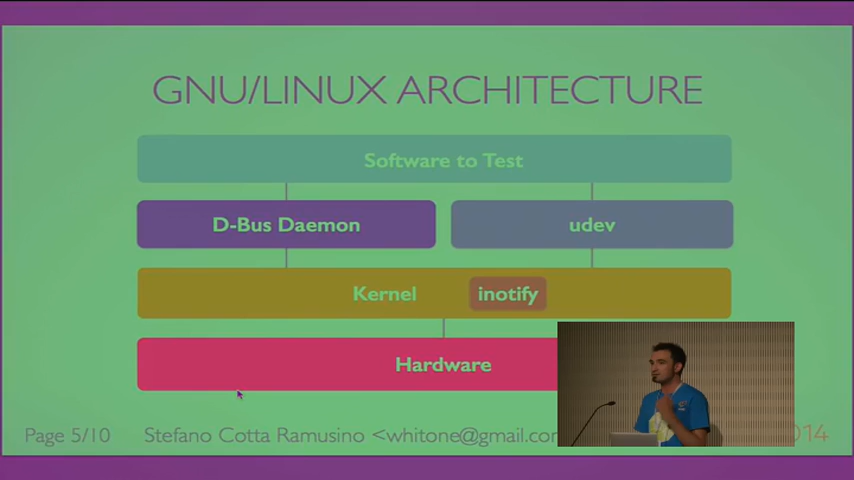 GNU/LINUX ARCHITECTURE
Software to Test
D-Bus Daemon
udev
Kernel
inotify
Hardware
Page 5/10 Stefano Cotta Ramusino <whitone@gmail.com